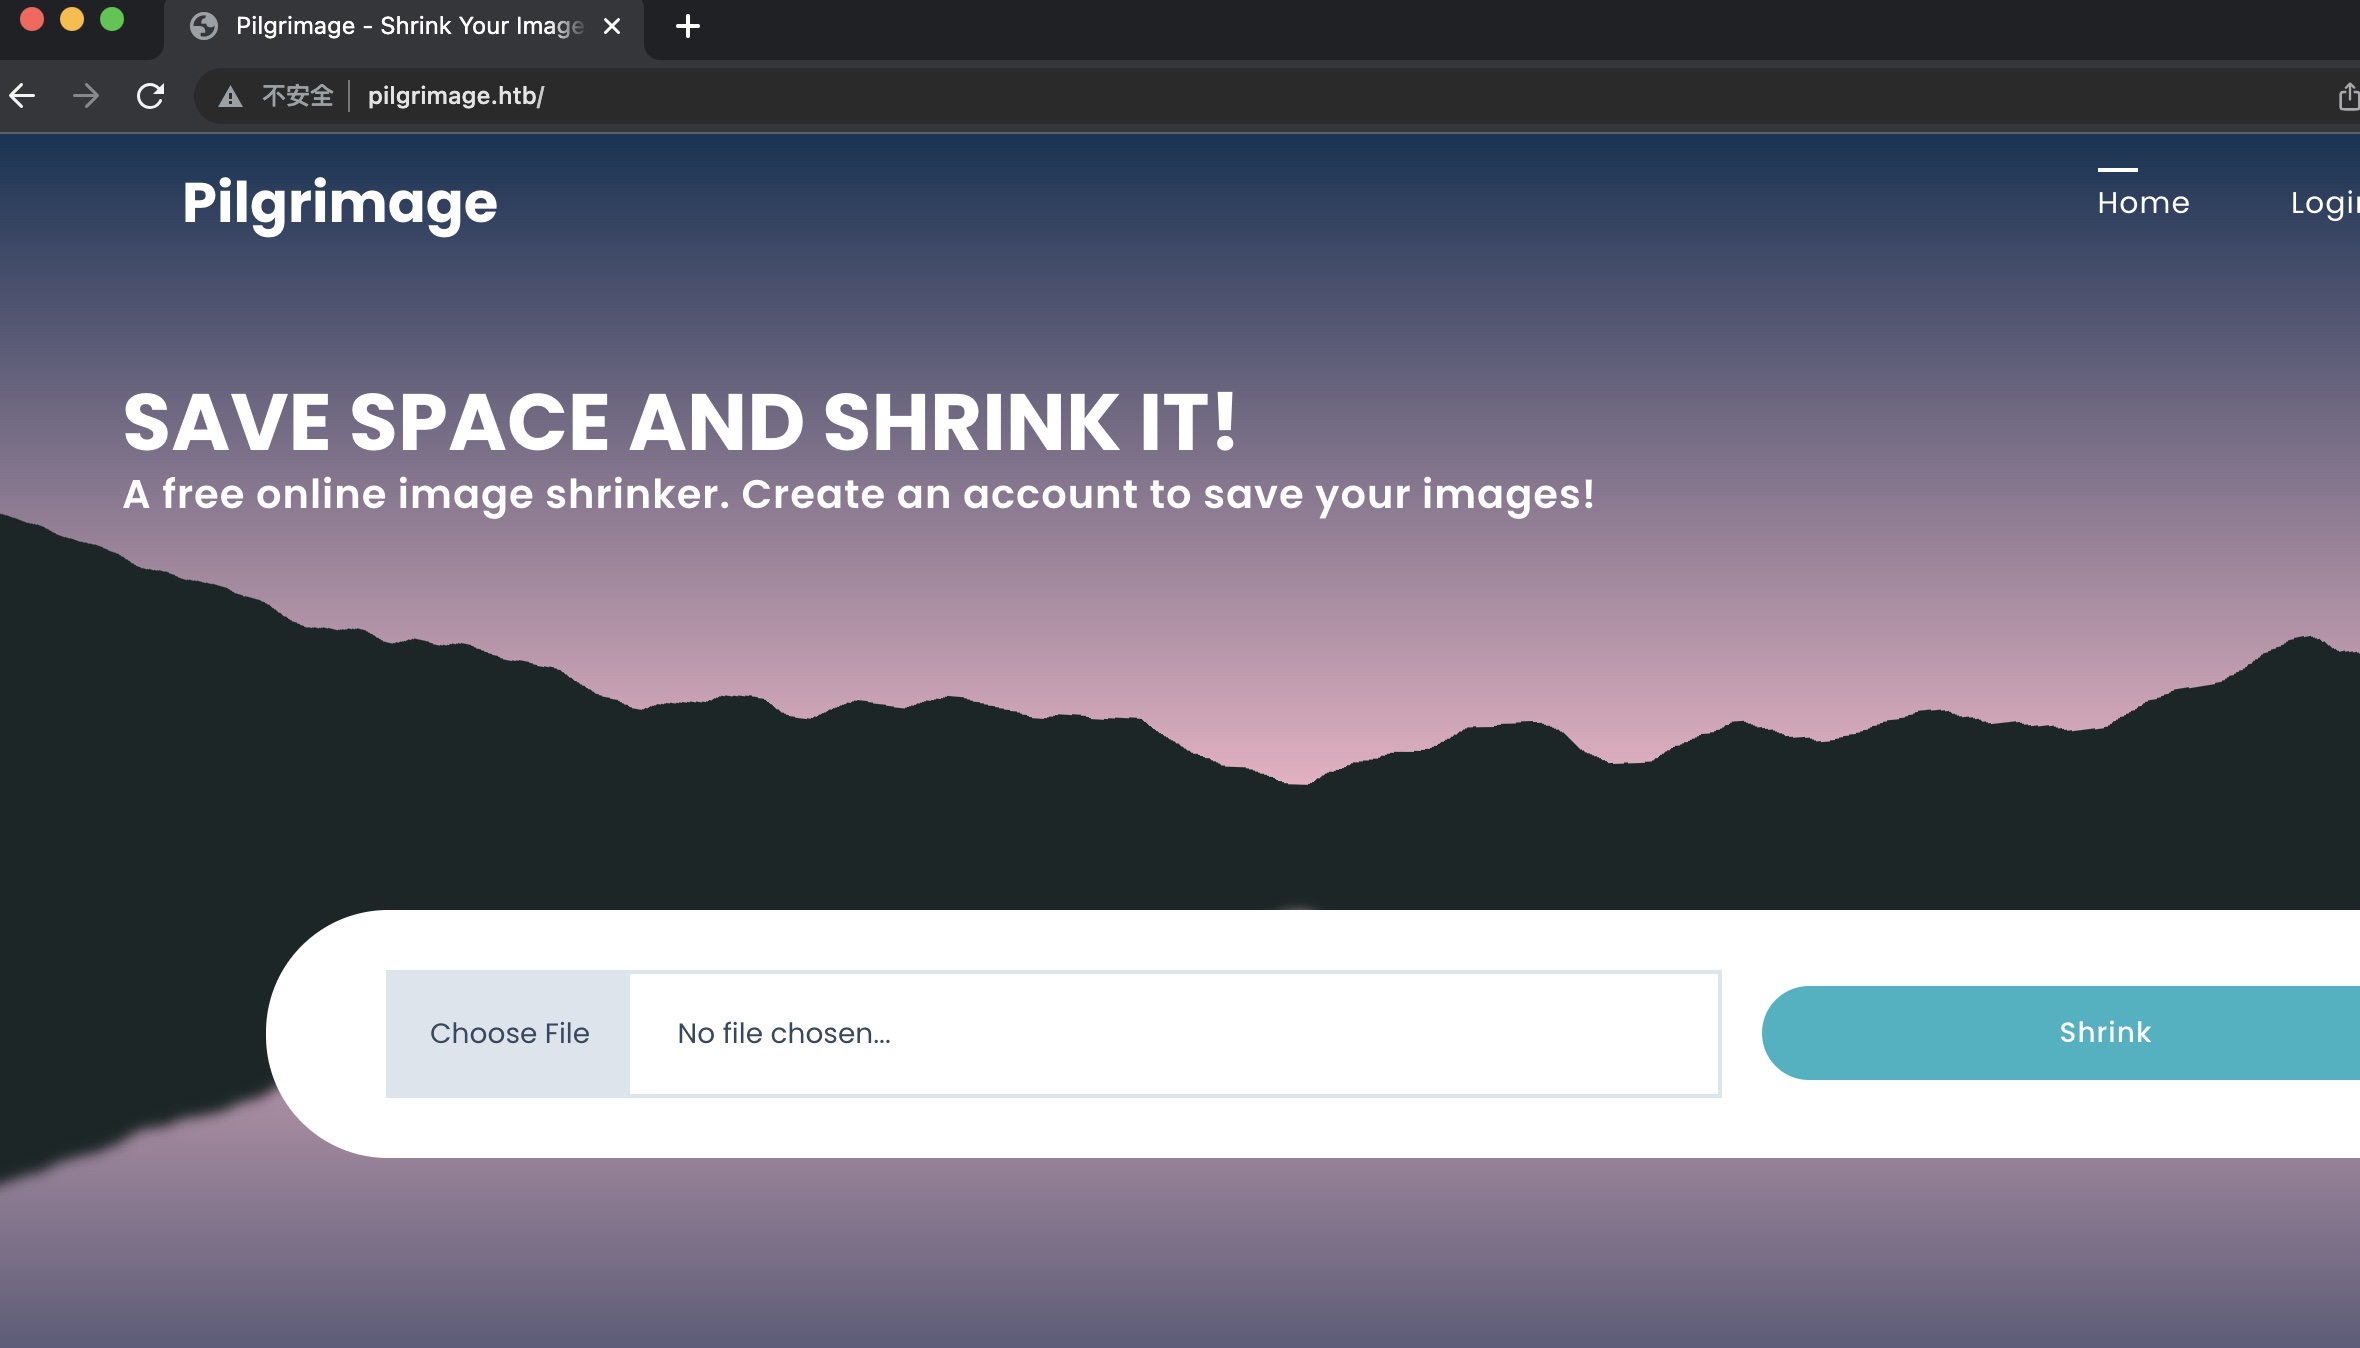 Pilgrimage - Shrink Your Image
不安全 pilgrimage.htb/
Pilgrimage
Home
SAVE SPACE AND SHRINK IT!
A free online image shrinker. Create an account to save your images!
Choose File No file chosen...
Shrink